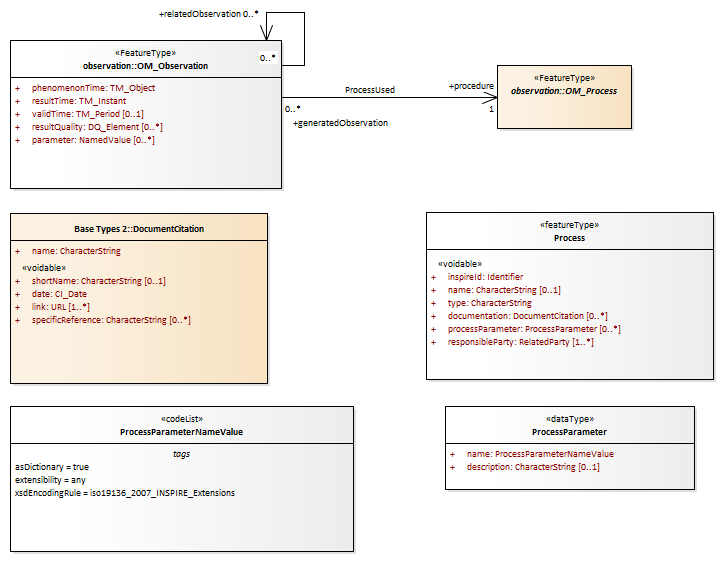 +relatedObservation 0..*
0..*
«FeatureType»
observation::OM_Observation
+ phenomenonTime: TM_Object
+ resultTime: TM_Instant
+ validTime: TM_Period [0..1]
+ resultQuality: DQ_Element [0..*]
+ parameter: NamedValue [0..*]
ProcessUsed
+procedure
0..*
1
+generatedObservation
«FeatureType»
observation::OM_Process
Base Types 2::DocumentCitation
+ name: CharacterString
«voidable»
+ shortName: CharacterString [0..1]
+ date: CI_Date
+ link: URL [1..*]
+ specificReference: CharacterString [0..*]
«featureType»
Process
«voidable»
+ inspireId: Identifier
+ name: CharacterString [0..1]
+ type: CharacterString
+ documentation: DocumentCitation [0..*]
+ processParameter: ProcessParameter [0..*]
+ responsibleParty: RelatedParty [1..*]
«codeList»
ProcessParameterNameValue
tags
asDictionary = true
extensibility = any
xsdEncodingRule = iso19136_2007_INSPIRE_Extensions
«dataType»
ProcessParameter
+ name: ProcessParameterNameValue
+ description: CharacterString [0..1]